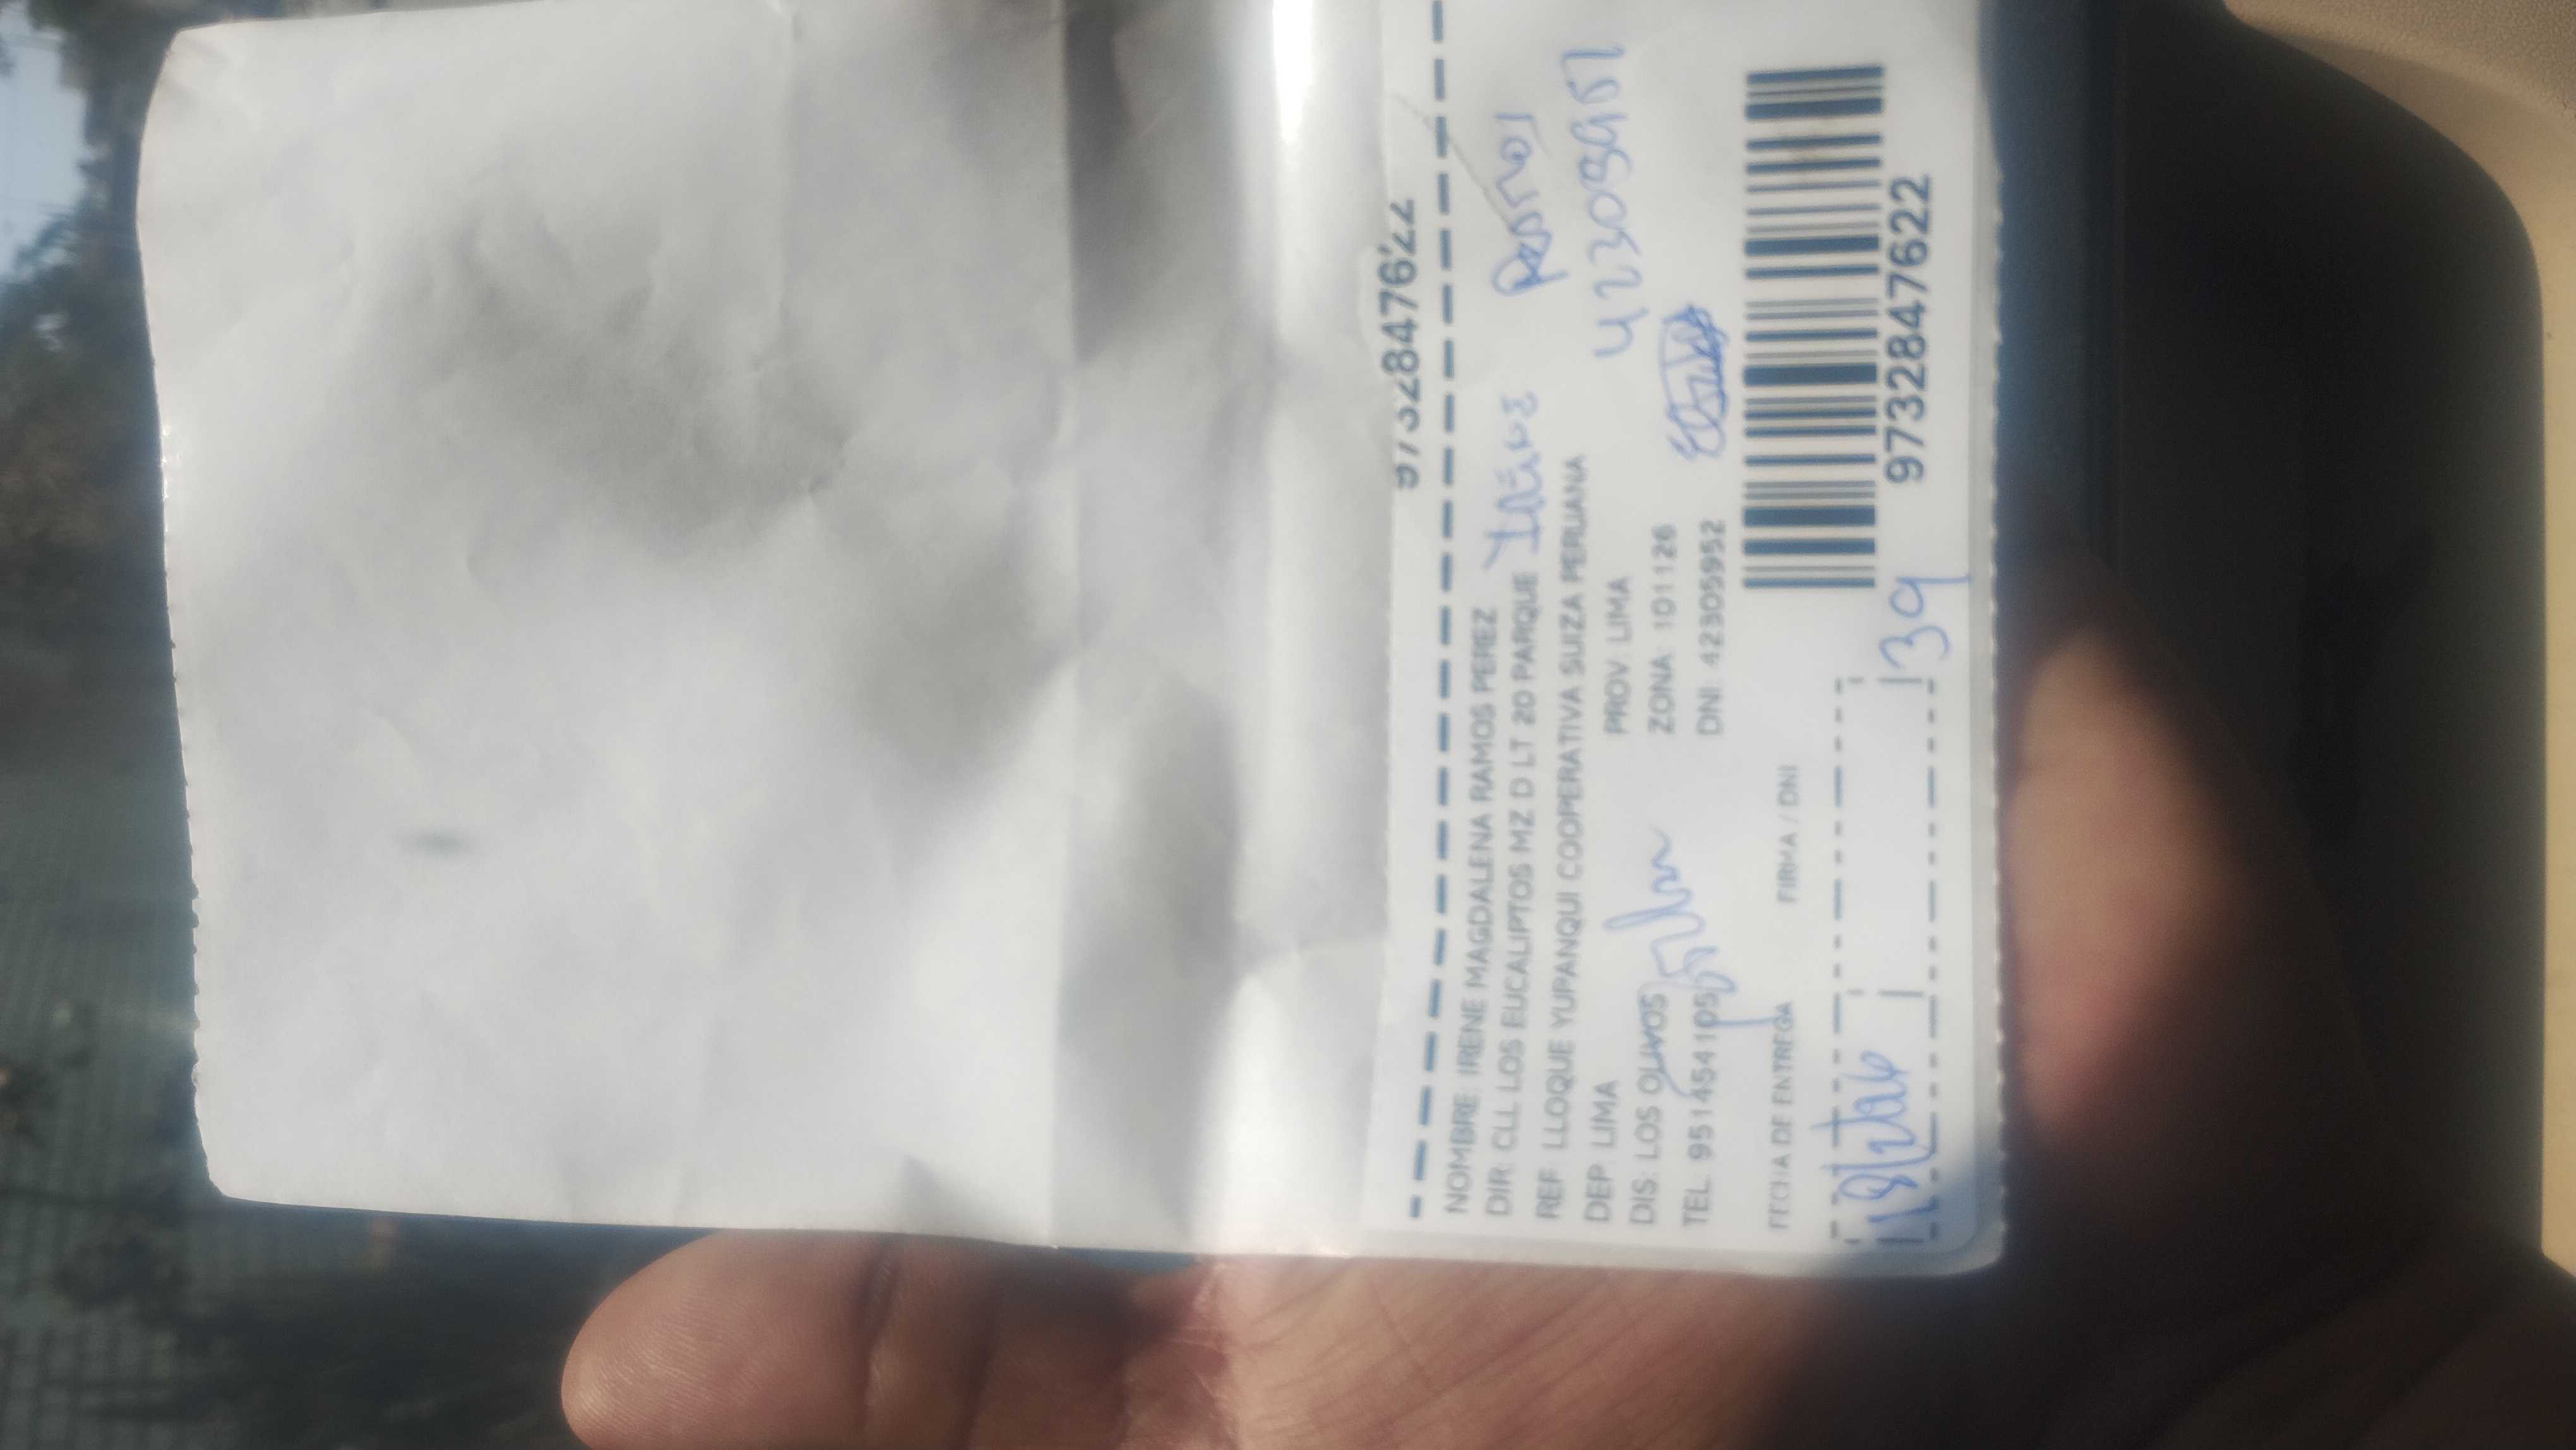 9732847622
NOMBRE: IRENE MAGDALENA RAMOS PEREZ
DIR: CLL LOS EUCALIPTOS MZ D LT 20 PARQUE
REF: LLOQUE YUPANQUI COOPERATIVA SUIZA PERUANA
DEP: LIMA PROV: LIMA
DIS: LOS OLIVOS ZONA: 101126
TEL: 951454105 DNI: 42305952
FECHA DE ENTREGA FIRMA / DNI
39
9732847622